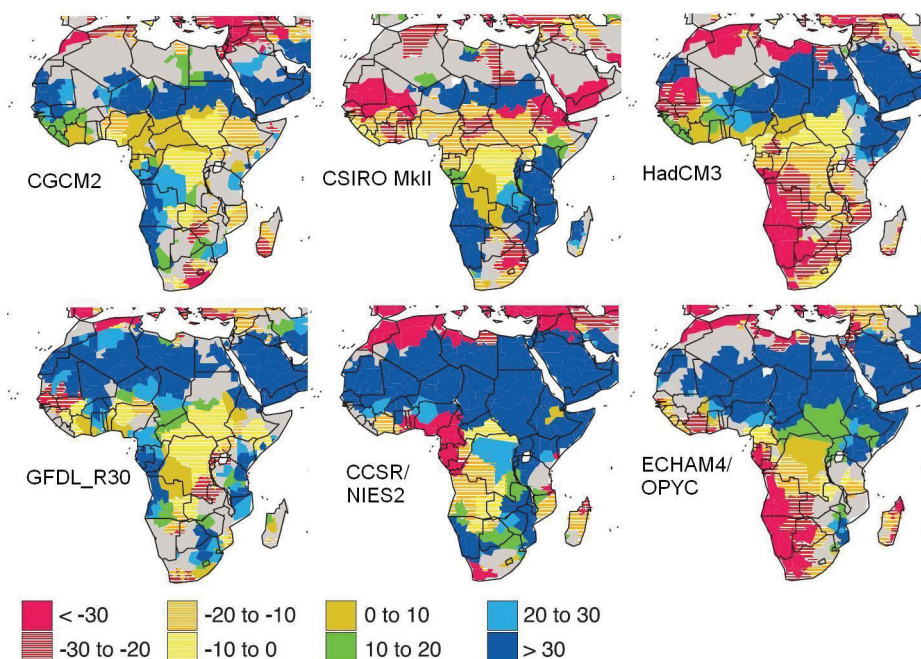 CGCM2
CSIRO MkII
HadCM3
GFDL_R30
CCSR/
NIES2
ECHAM4/
OPYC
< -30
-20 to -10
0 to 10
20 to 30
-30 to -20
-10 to 0
10 to 20
> 30